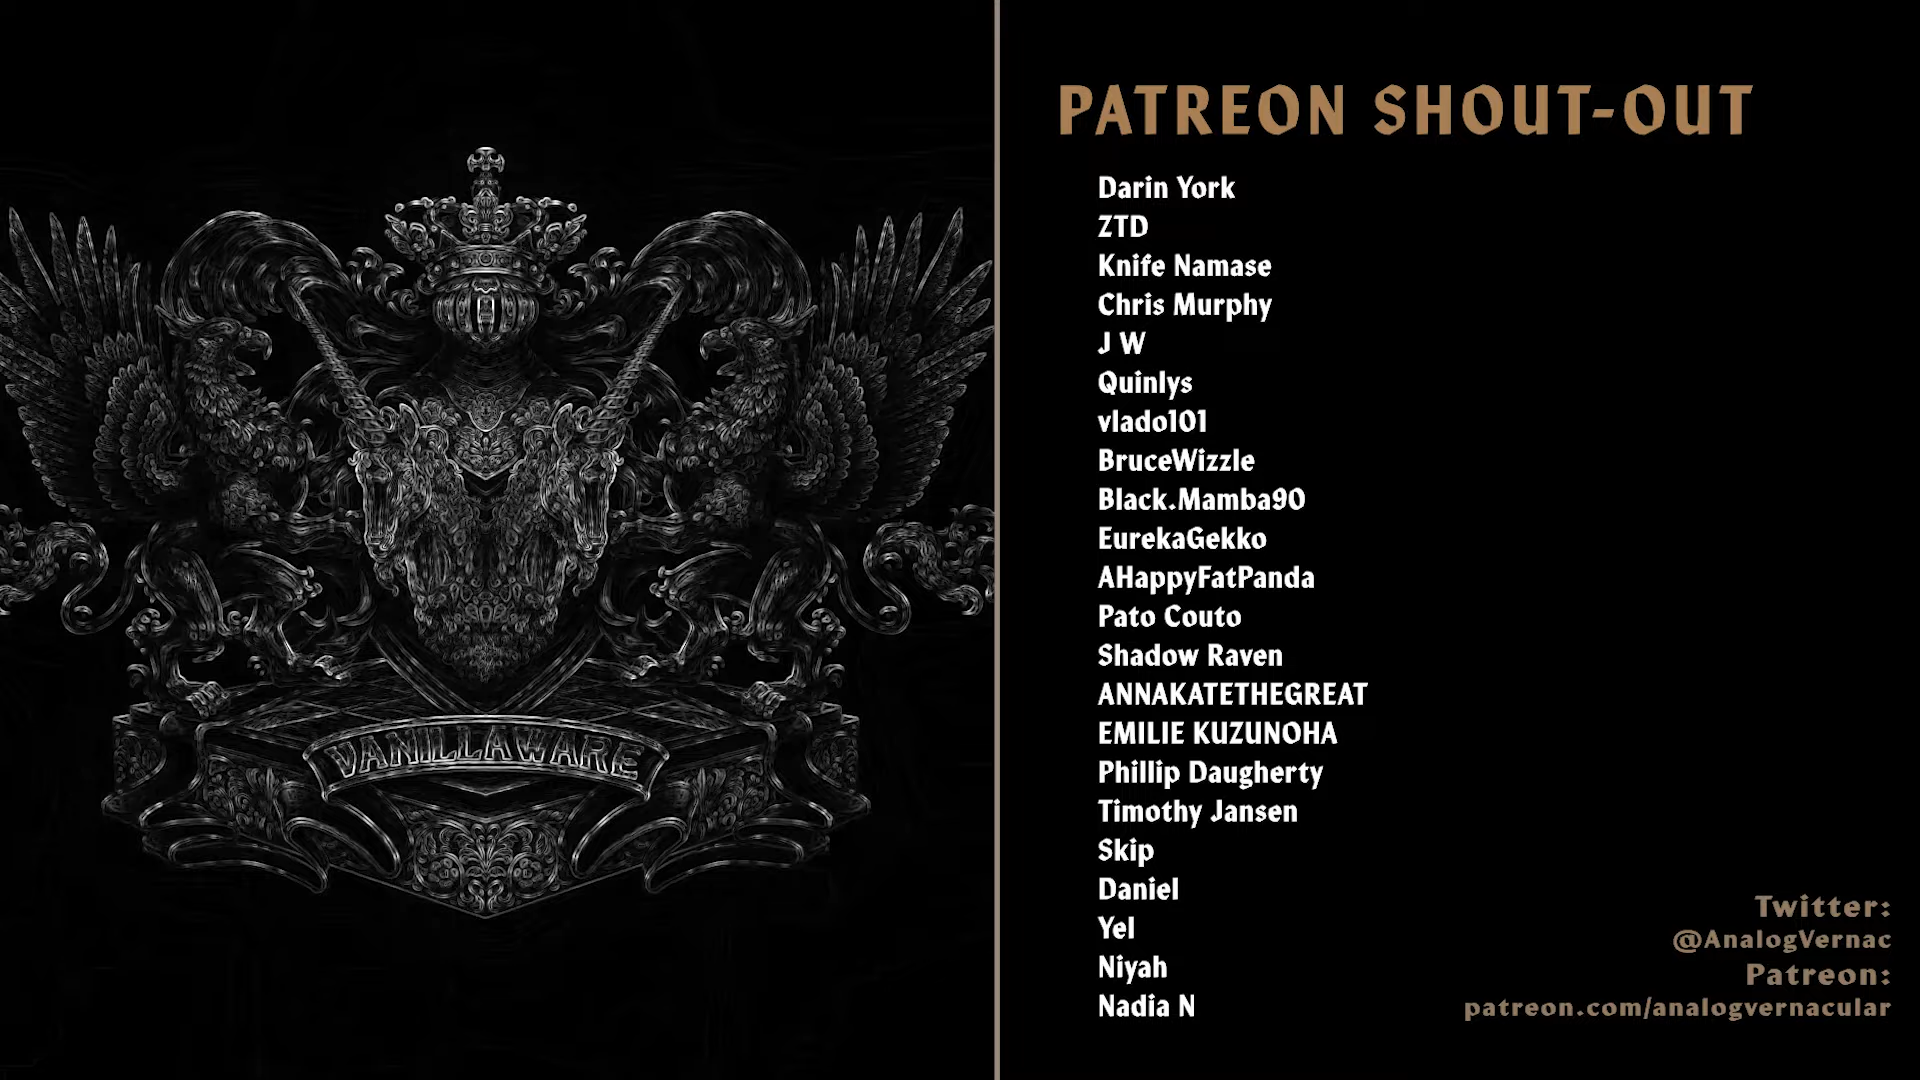 VANILLAWARE
PATREON SHOUT-OUT
Darin York
ZTD
Knife Namase
Chris Murphy
J W
Quinlys
vlado101
BruceWizzle
Black.Mamba90
EurekaGekko
AHappyFatPanda
Pato Couto
Shadow Raven
ANNAKATETHEGREAT
EMILIE KUZUNOHA
Phillip Daugherty
Timothy Jansen
Skip
Daniel
Yel
Niyah
Nadia N
Twitter:
@AnalogVernac
Patreon:
patreon.com/analogvernacular